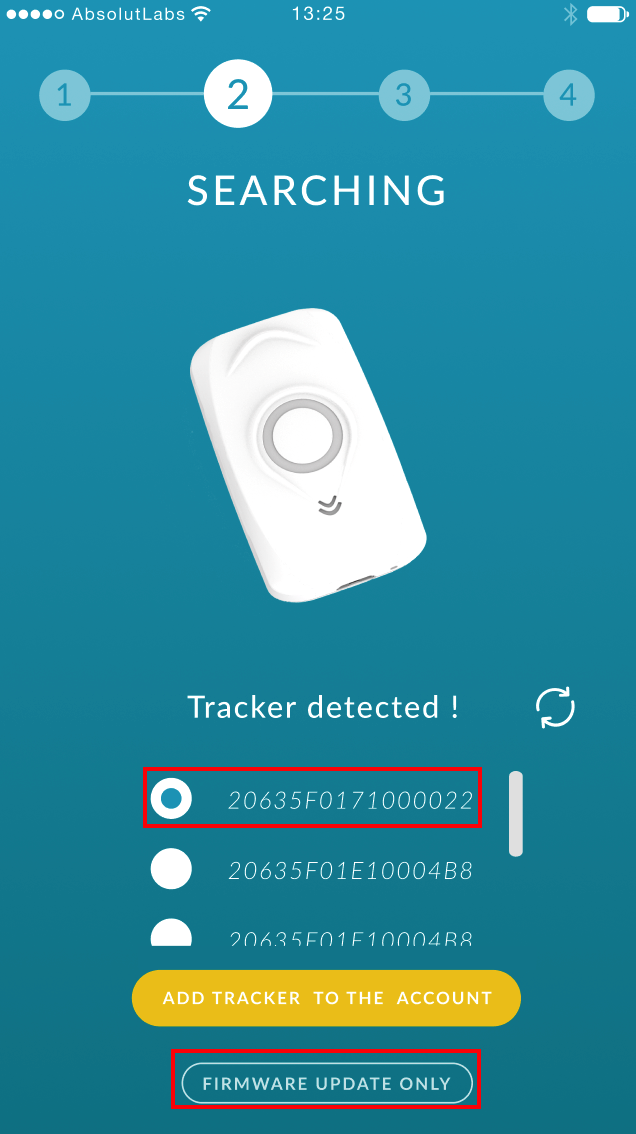 AbsolutLabs 13:25
1 2 3 4
SEARCHING
Tracker detected !
20635F0171000022
20635F01E10004B8
20635F01E10004B8
ADD TRACKER TO THE ACCOUNT
FIRMWARE UPDATE ONLY